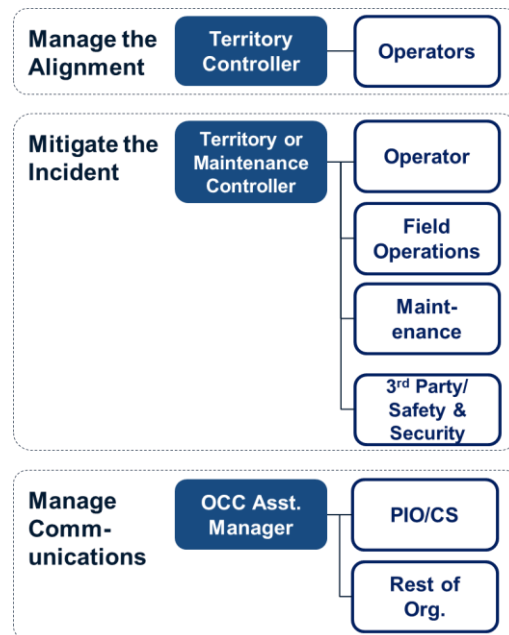 Manage the
Alignment
Territory
Controller
Operators
Mitigate the
Incident
Territory or
Maintenance
Controller
Operator
Field
Operations
Maint-
enance
3rd Party/
Safety &
Security
Manage
Comm-
unications
OCC Asst.
Manager
PIO/CS
Rest of
Org.